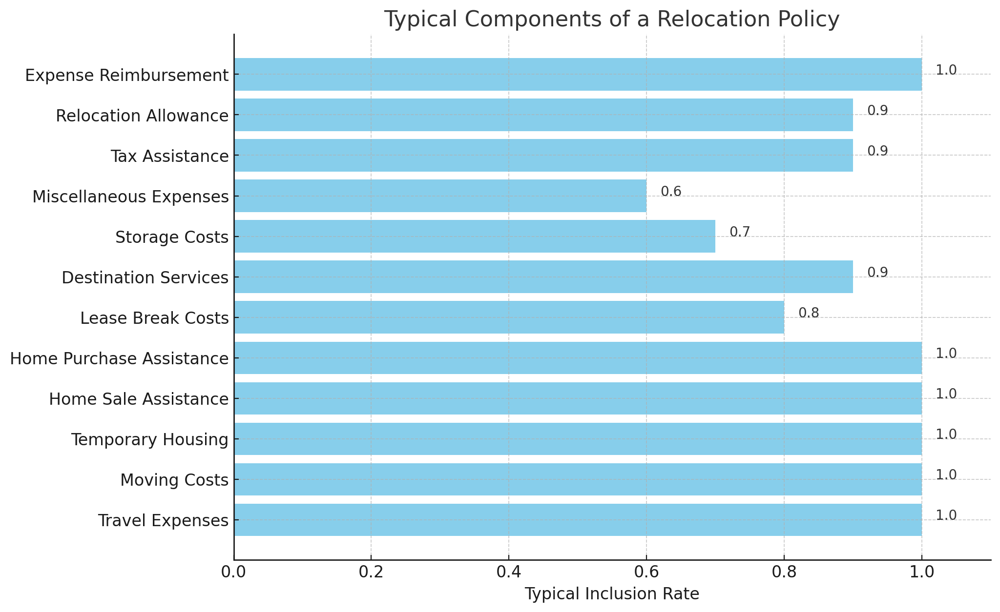 Typical Components of a Relocation Policy
Expense Reimbursement 1.0
Relocation Allowance 0.9
Tax Assistance 0.9
Miscellaneous Expenses 0.6
Storage Costs 0.7
Destination Services 0.9
Lease Break Costs 0.8
Home Purchase Assistance 1.0
Home Sale Assistance 1.0
Temporary Housing 1.0
Moving Costs 1.0
Travel Expenses 1.0
0.0 0.2 0.4 0.6 0.8 1.0
Typical Inclusion Rate